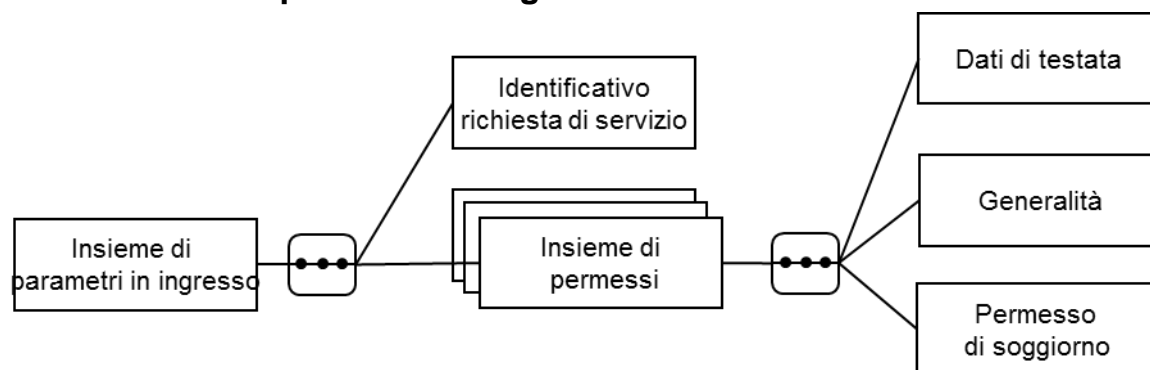 Identificativo
richiesta di servizio
Insieme di
parametri in ingresso
Insieme di
permessi
Dati di testata
Generalità
Permesso
di soggiorno